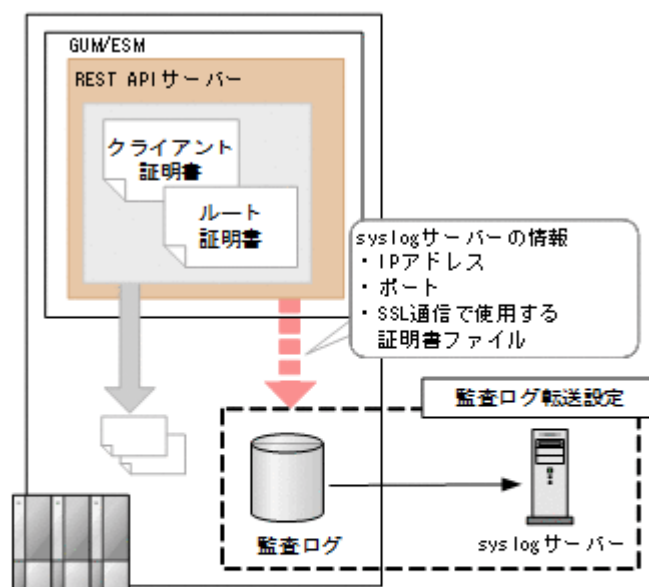 GUM/ESM
REST APIサーバー
クライアント
証明書
ルート
証明書
syslogサーバーの情報
・IPアドレス
・ポート
・SSL通信で使用する
証明書ファイル
監査ログ転送設定
監査ログ
syslogサーバー